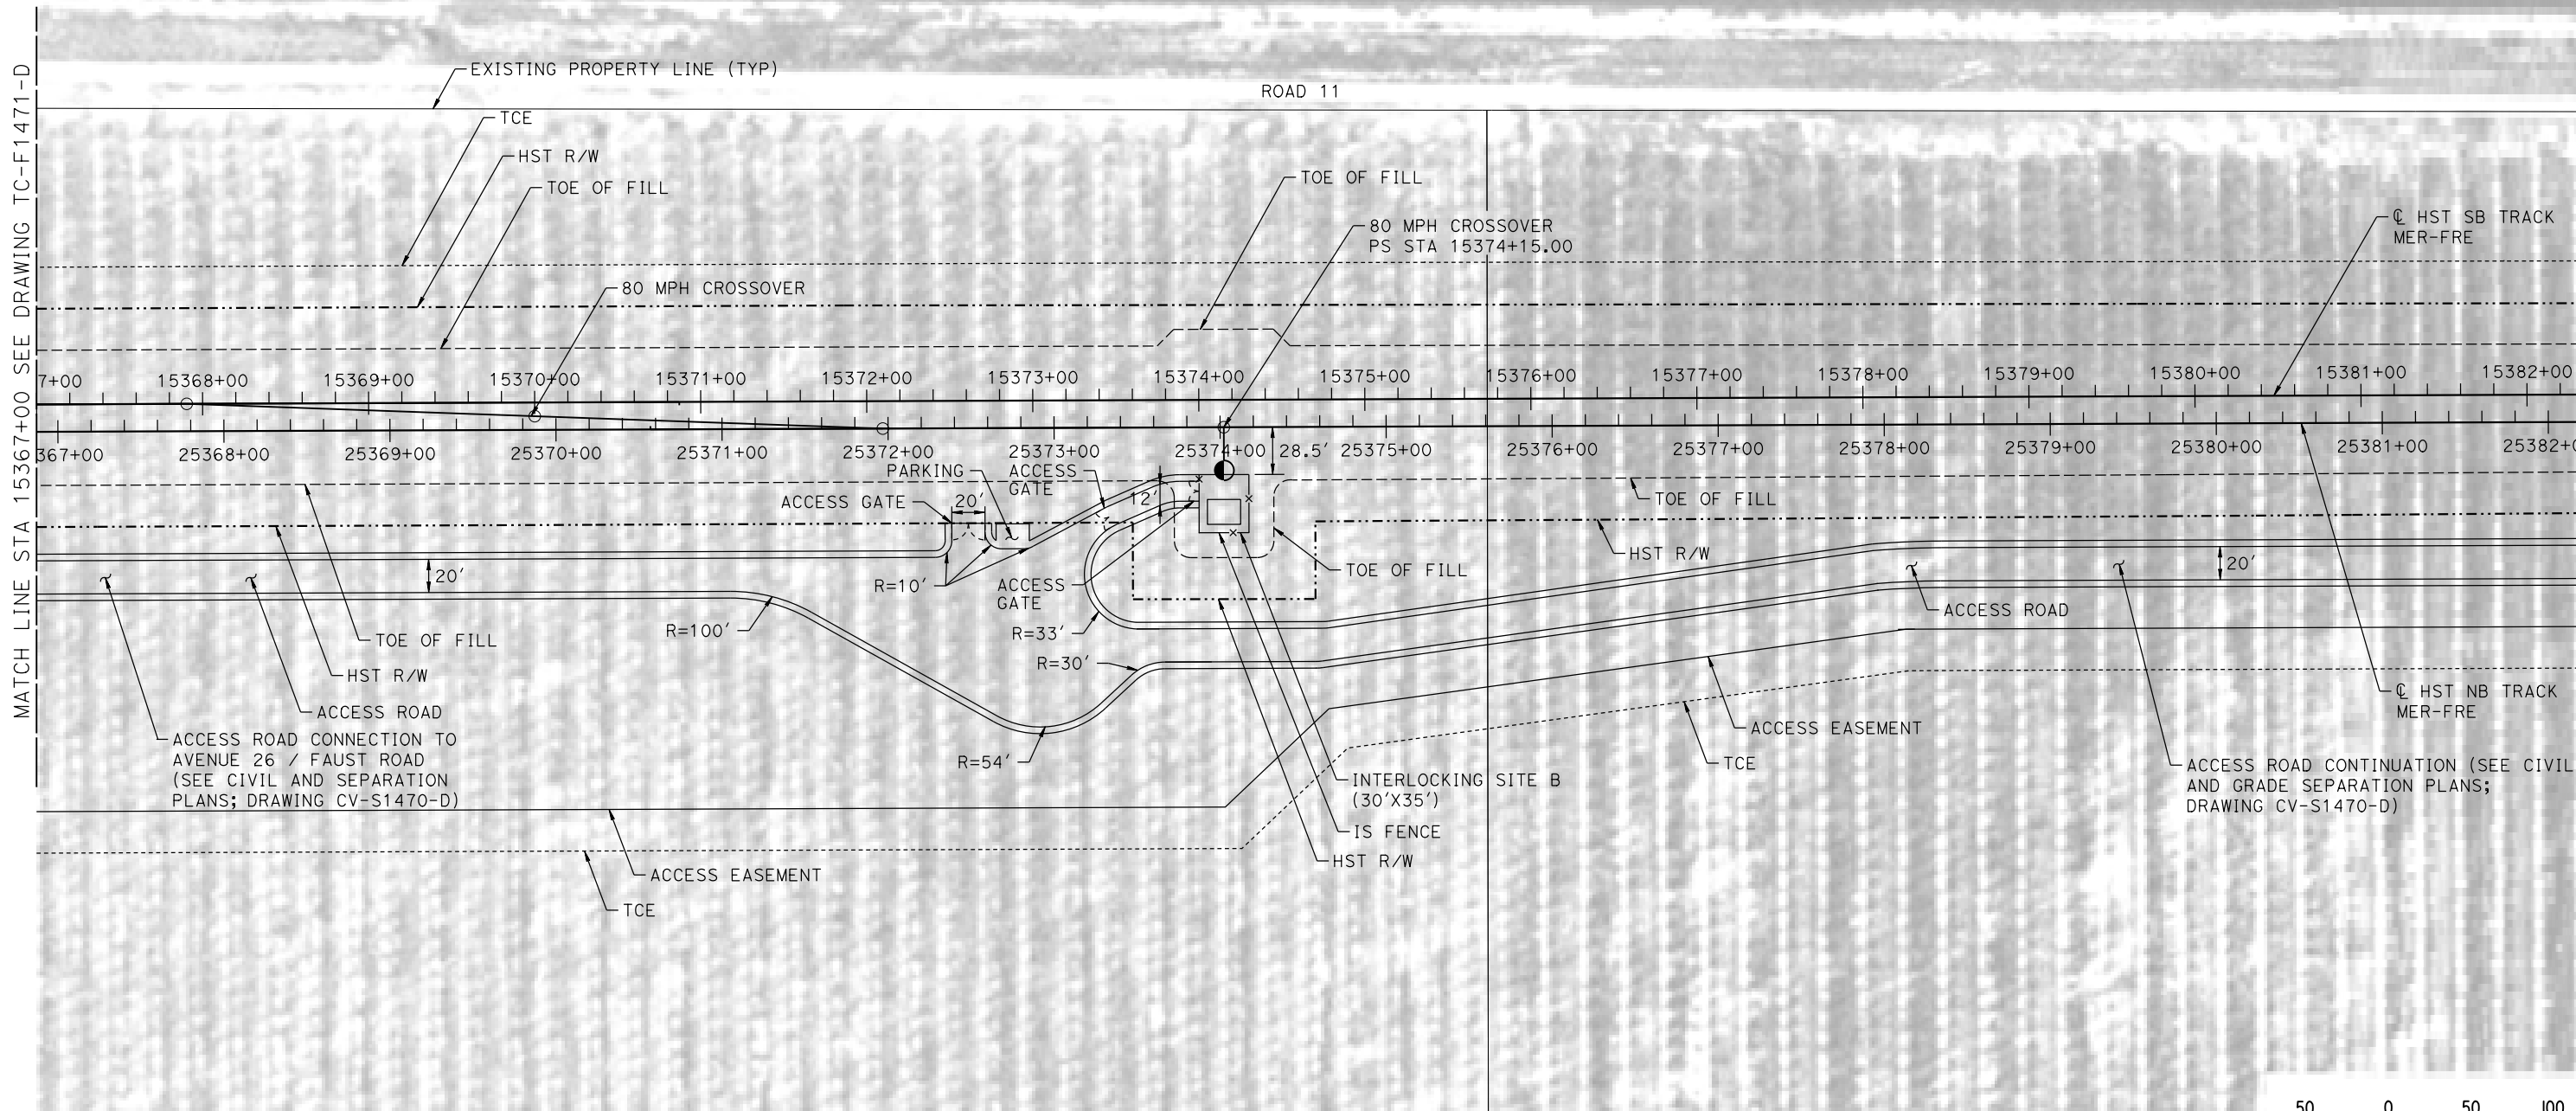 MATCH LINE STA 15367+00 SEE DRAWING TC-F1471-D
EXISTING PROPERTY LINE (TYP)
ROAD 11
TCE
HST R/W
TOE OF FILL
TOE OF FILL
80 MPH CROSSOVER
PS STA 15374+15.00
℄ HST SB TRACK
MER-FRE
80 MPH CROSSOVER
7+00 15368+00 15369+00 15370+00 15371+00 15372+00 15373+00 15374+00 15375+00 15376+00 15377+00 15378+00 15379+00 15380+00 15381+00 15382+00
367+00 25368+00 25369+00 25370+00 25371+00 25372+00 25373+00 25374+00 28.5' 25375+00 25376+00 25377+00 25378+00 25379+00 25380+00 25381+00 25382+0
PARKING
ACCESS
GATE
ACCESS GATE
20'
12'
TOE OF FILL
HST R/W
TOE OF FILL
20'
R=10'
ACCESS
GATE
20'
ACCESS ROAD
R=100'
R=33'
TOE OF FILL
R=30'
HST R/W
℄ HST NB TRACK
MER-FRE
ACCESS ROAD
ACCESS EASEMENT
ACCESS ROAD CONNECTION TO
AVENUE 26 / FAUST ROAD
(SEE CIVIL AND SEPARATION
PLANS; DRAWING CV-S1470-D)
R=54'
TCE
ACCESS ROAD CONTINUATION (SEE CIVIL
AND GRADE SEPARATION PLANS;
DRAWING CV-S1470-D)
INTERLOCKING SITE B
(30'X35')
IS FENCE
HST R/W
ACCESS EASEMENT
TCE
50 0 50 100